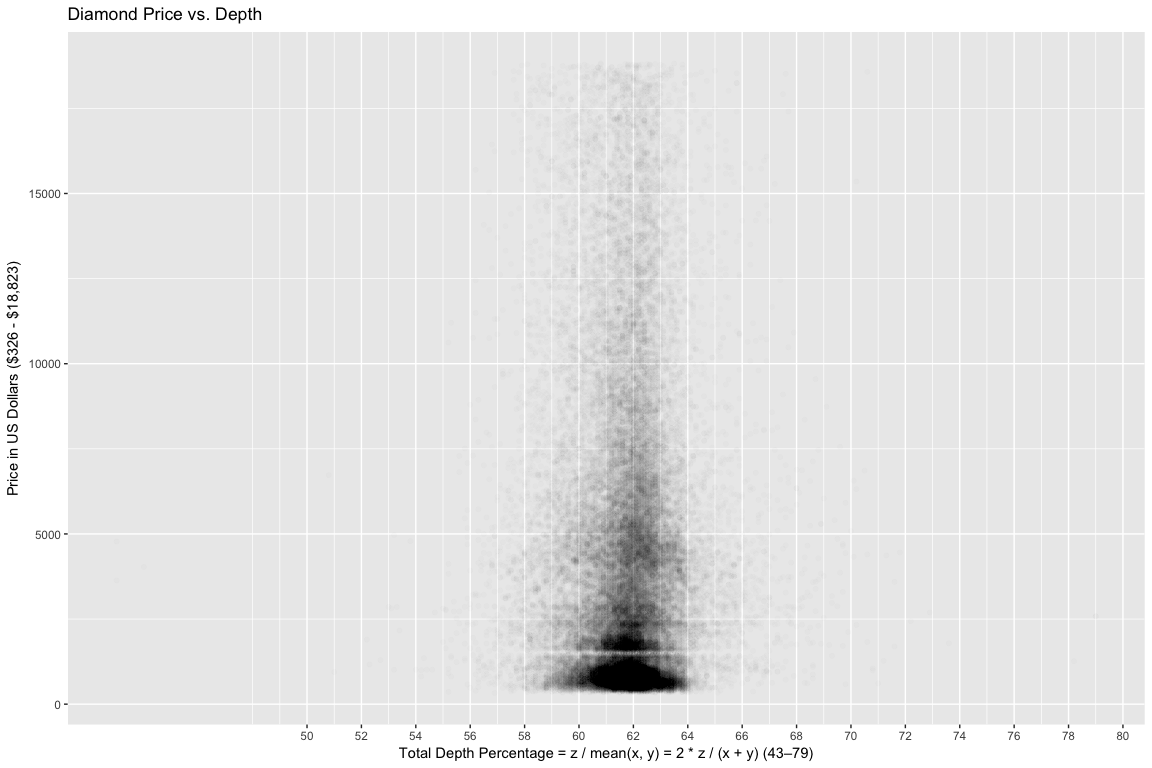 Diamond Price vs. Depth
Price in US Dollars ($326 - $18,823)
15000
10000
5000
0
50 52 54 56 58 60 62 64 66 68 70 72 74 76 78 80
Total Depth Percentage = z / mean(x, y) = 2 * z / (x + y) (43–79)